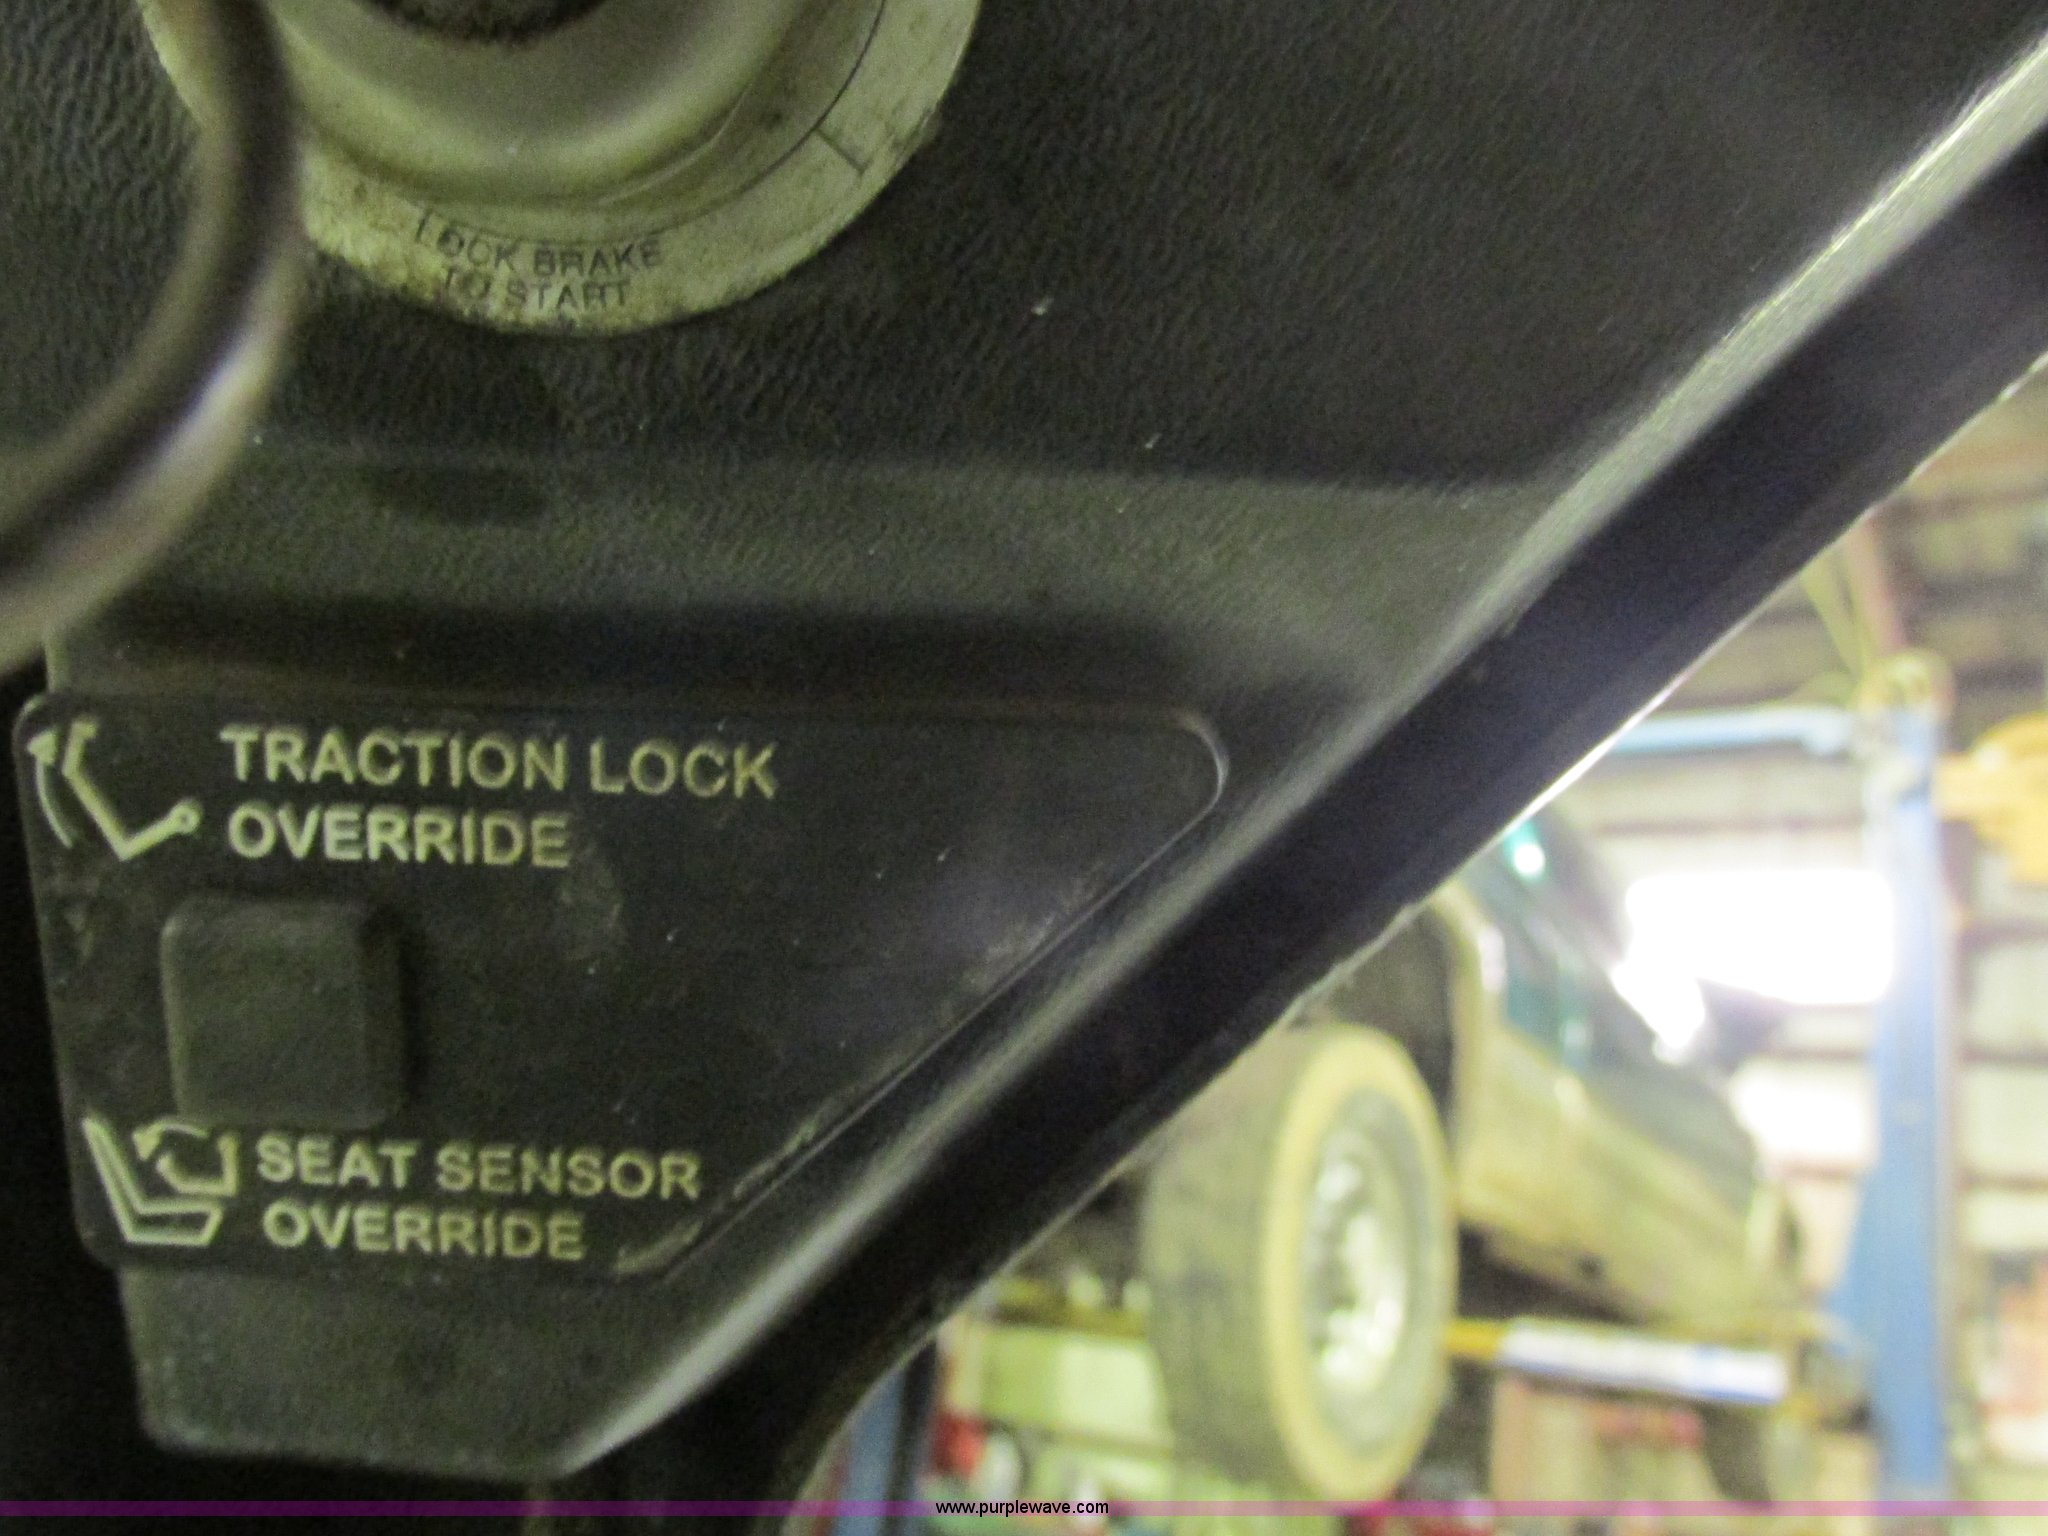 LOCK BRAKE
TO START
TRACTION LOCK
OVERRIDE
SEAT SENSOR
OVERRIDE
www.purplewave.com